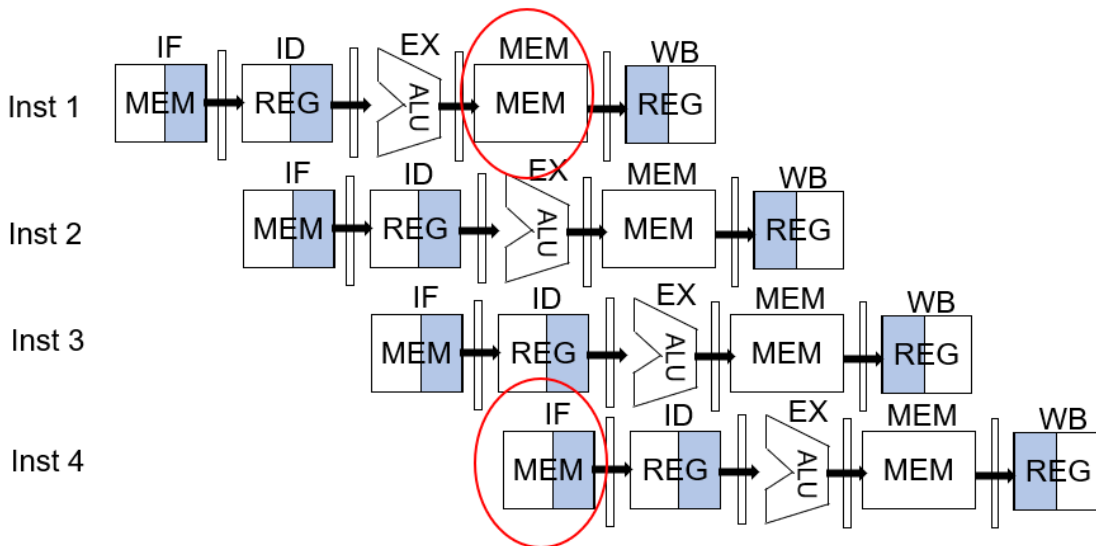 IF ID EX MEM WB
Inst 1 MEM REG ALU MEM REG
IF ID EX MEM WB
Inst 2 MEM REG ALU MEM REG
IF ID EX MEM WB
Inst 3 MEM REG ALU MEM REG
IF ID EX MEM WB
Inst 4 MEM REG ALU MEM REG